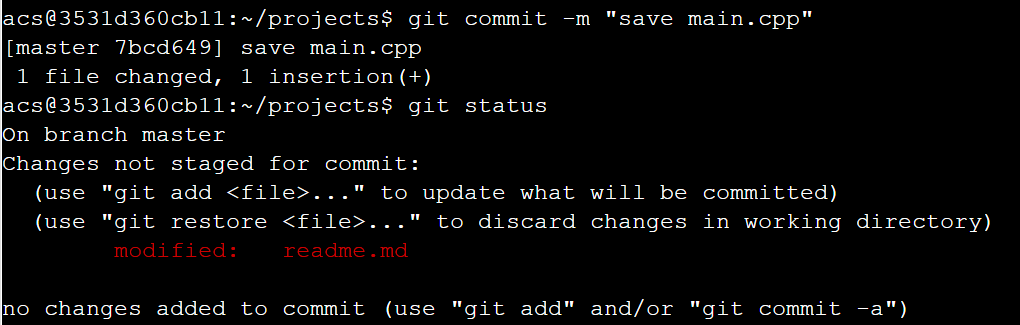 acs@3531d360cb11:~/projects$ git commit -m "save main.cpp"
[master 7bcd649] save main.cpp
 1 file changed, 1 insertion(+)
acs@3531d360cb11:~/projects$ git status
On branch master
Changes not staged for commit:
  (use "git add <file>..." to update what will be committed)
  (use "git restore <file>..." to discard changes in working directory)
        modified:   readme.md

no changes added to commit (use "git add" and/or "git commit -a")